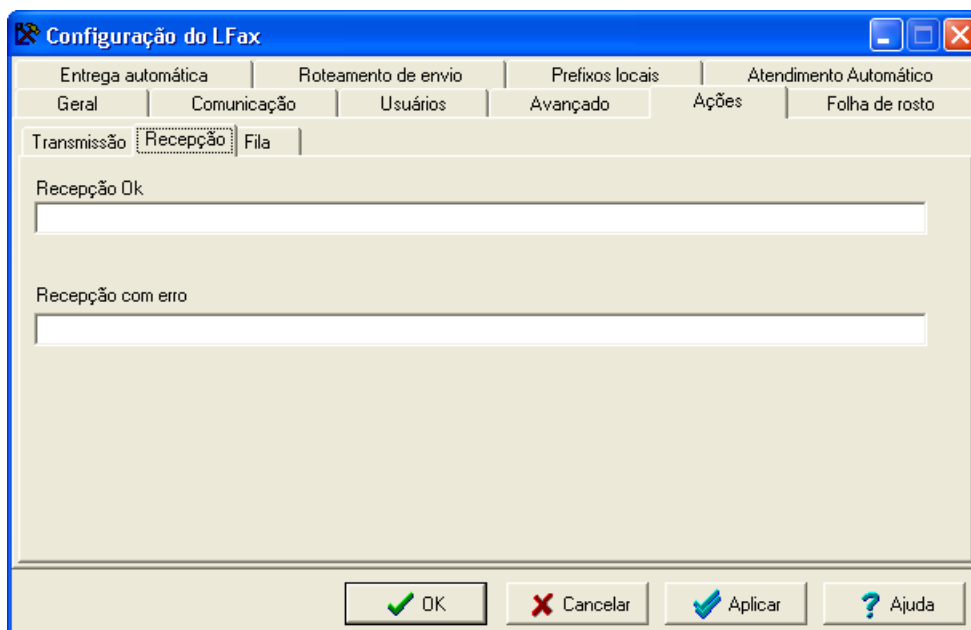 Configuração do LFax
Entrega automática Roteamento de envio Prefixos locais Atendimento Automático
Geral Comunicação Usuários Avançado Ações Folha de rosto
Transmissão Recepção Fila
Recepção Ok
Recepção com erro
OK Cancelar Aplicar Ajuda